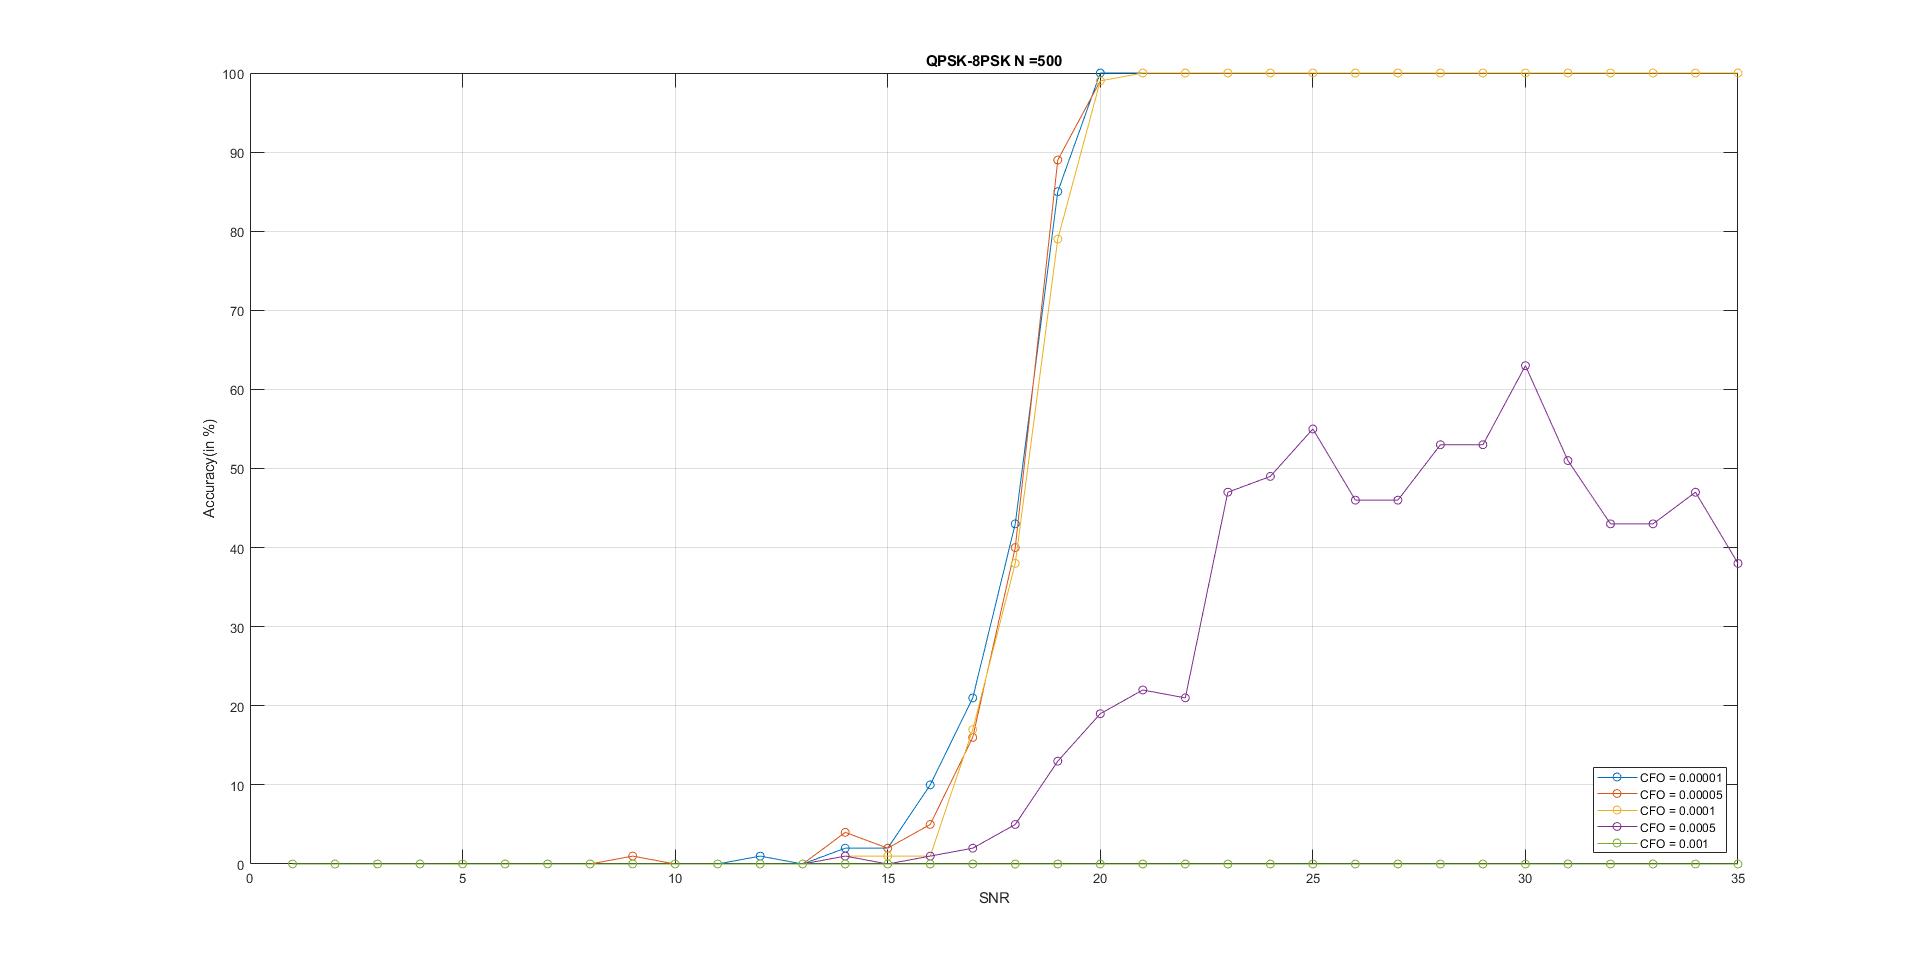 QPSK-8PSK N =500
100
90
80
70
60
50
40
30
20
10
0
Accuracy(in %)
0 5 10 15 20 25 30 35
SNR
CFO = 0.00001
CFO = 0.00005
CFO = 0.0001
CFO = 0.0005
CFO = 0.001